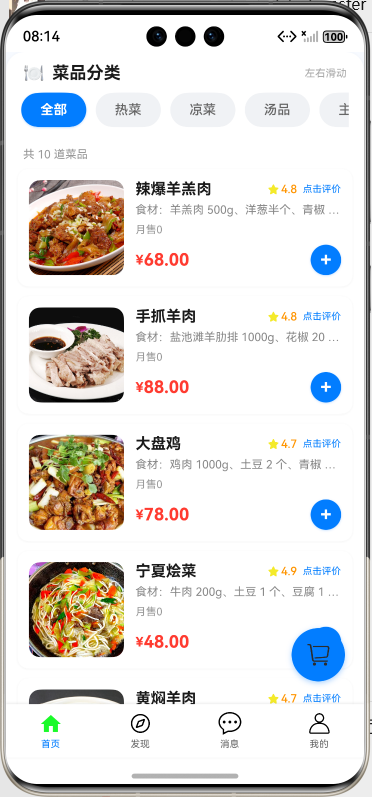 ster
08:14
100
菜品分类
左右滑动
全部 热菜 凉菜 汤品 主
共 10 道菜品
辣爆羊羔肉 4.8 点击评价
食材：羊羔肉 500g、洋葱半个、青椒 ...
月售0
¥68.00
手抓羊肉 4.8 点击评价
食材：盐池滩羊肋排 1000g、花椒 20 ...
月售0
¥88.00
大盘鸡 4.7 点击评价
食材：鸡肉 1000g、土豆 2 个、青椒 ...
月售0
¥78.00
宁夏烩菜 4.9 点击评价
食材：牛肉 200g、土豆 1 个、豆腐 1 ...
月售0
¥48.00
黄焖羊肉 4.7 点击评价
首页 发现 消息 我的